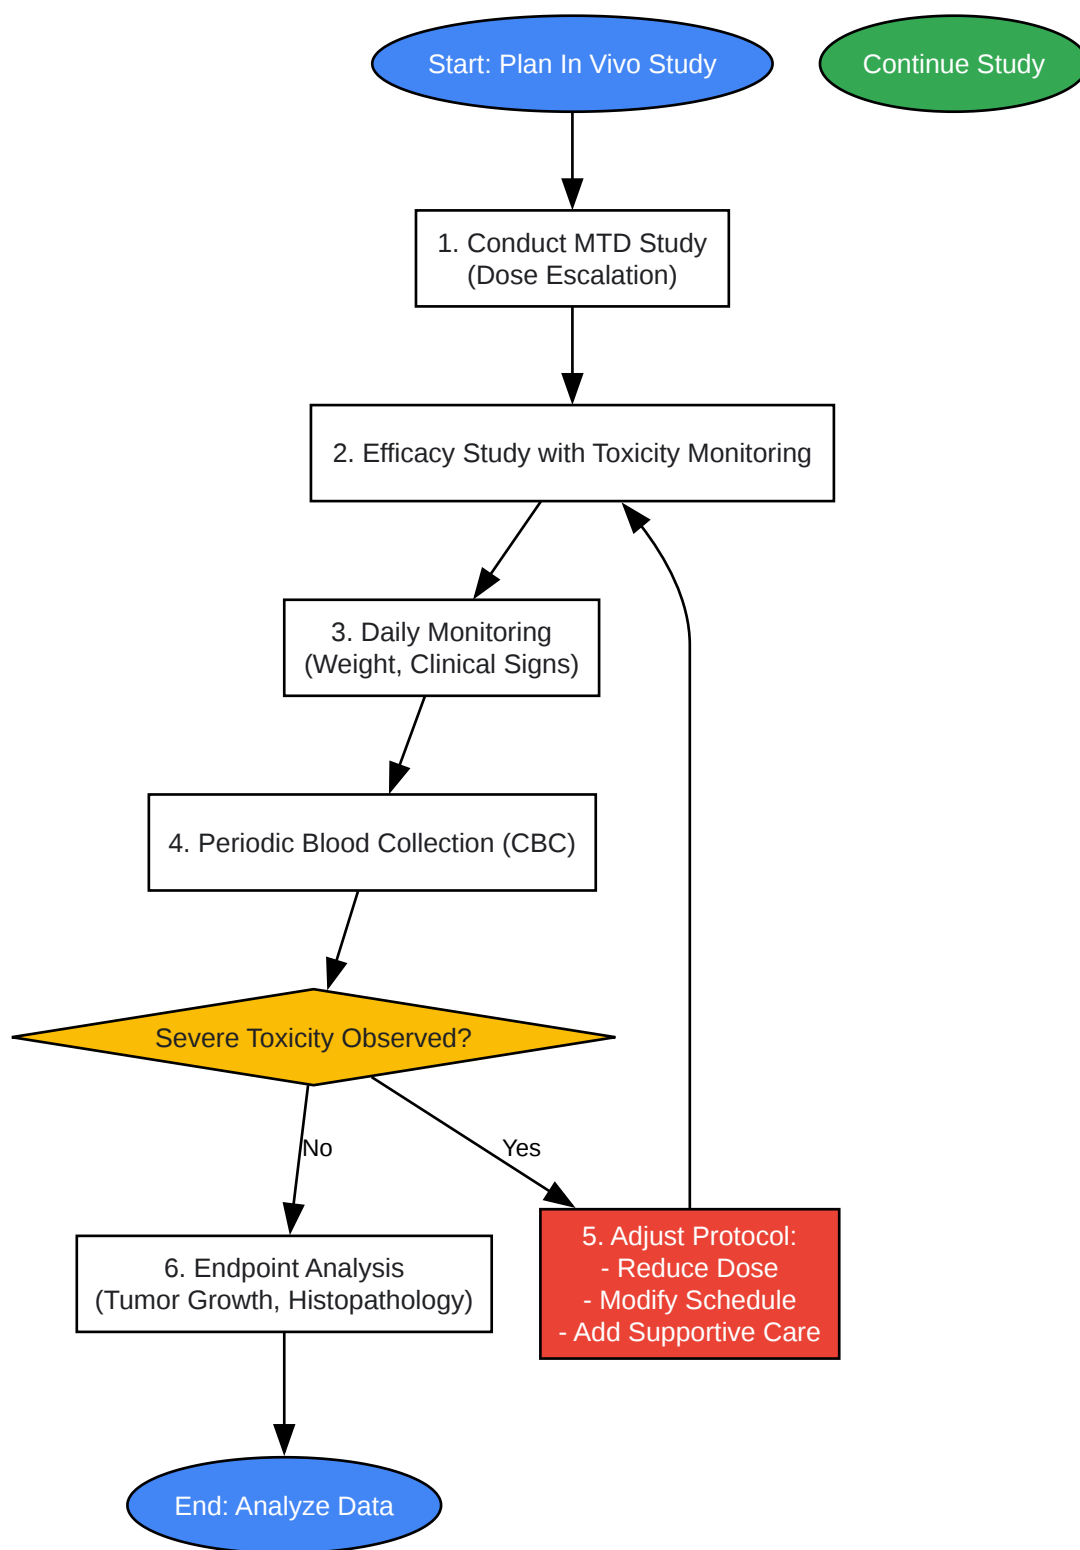 Start: Plan In Vivo Study
Continue Study
1. Conduct MTD Study
(Dose Escalation)
2. Efficacy Study with Toxicity Monitoring
3. Daily Monitoring
(Weight, Clinical Signs)
4. Periodic Blood Collection (CBC)
Severe Toxicity Observed?
No
Yes
5. Adjust Protocol:
- Reduce Dose
- Modify Schedule
- Add Supportive Care
6. Endpoint Analysis
(Tumor Growth, Histopathology)
End: Analyze Data